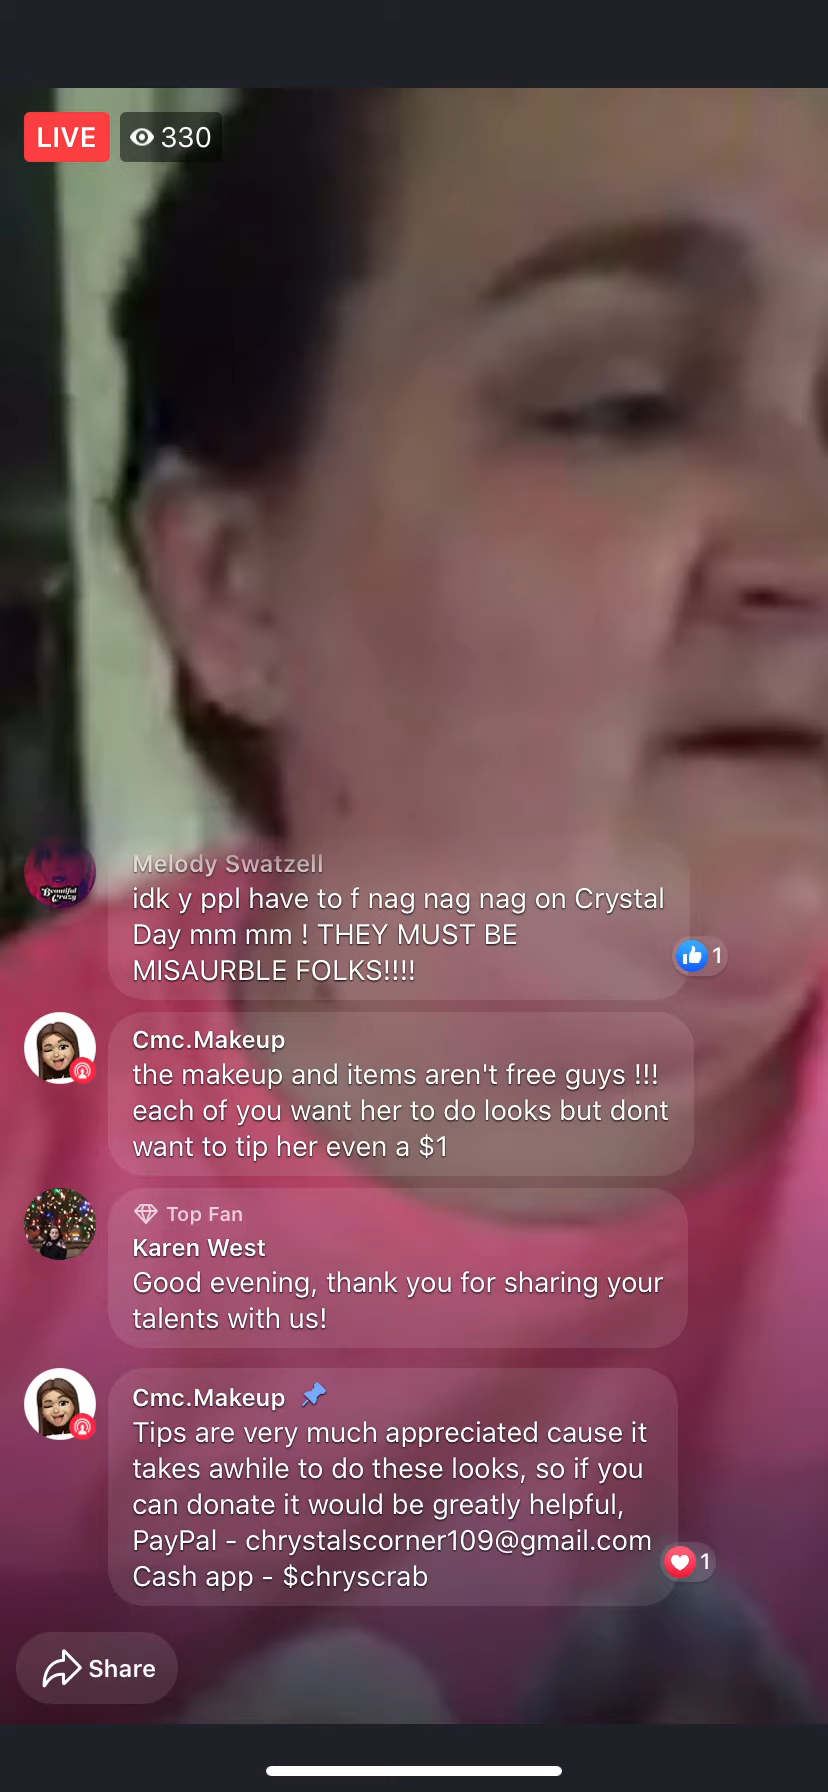 LIVE 330
Melody Swatzell
idk y ppl have to f nag nag nag on Crystal
Day mm mm ! THEY MUST BE
MISAURBLE FOLKS!!!!
1
Beautiful
Crazy
Cmc.Makeup
the makeup and items aren't free guys !!!
each of you want her to do looks but dont
want to tip her even a $1
Top Fan
Karen West
Good evening, thank you for sharing your
talents with us!
Cmc.Makeup
Tips are very much appreciated cause it
takes awhile to do these looks, so if you
can donate it would be greatly helpful,
PayPal - chrystalscorner109@gmail.com
Cash app - $chryscrab
1
Share